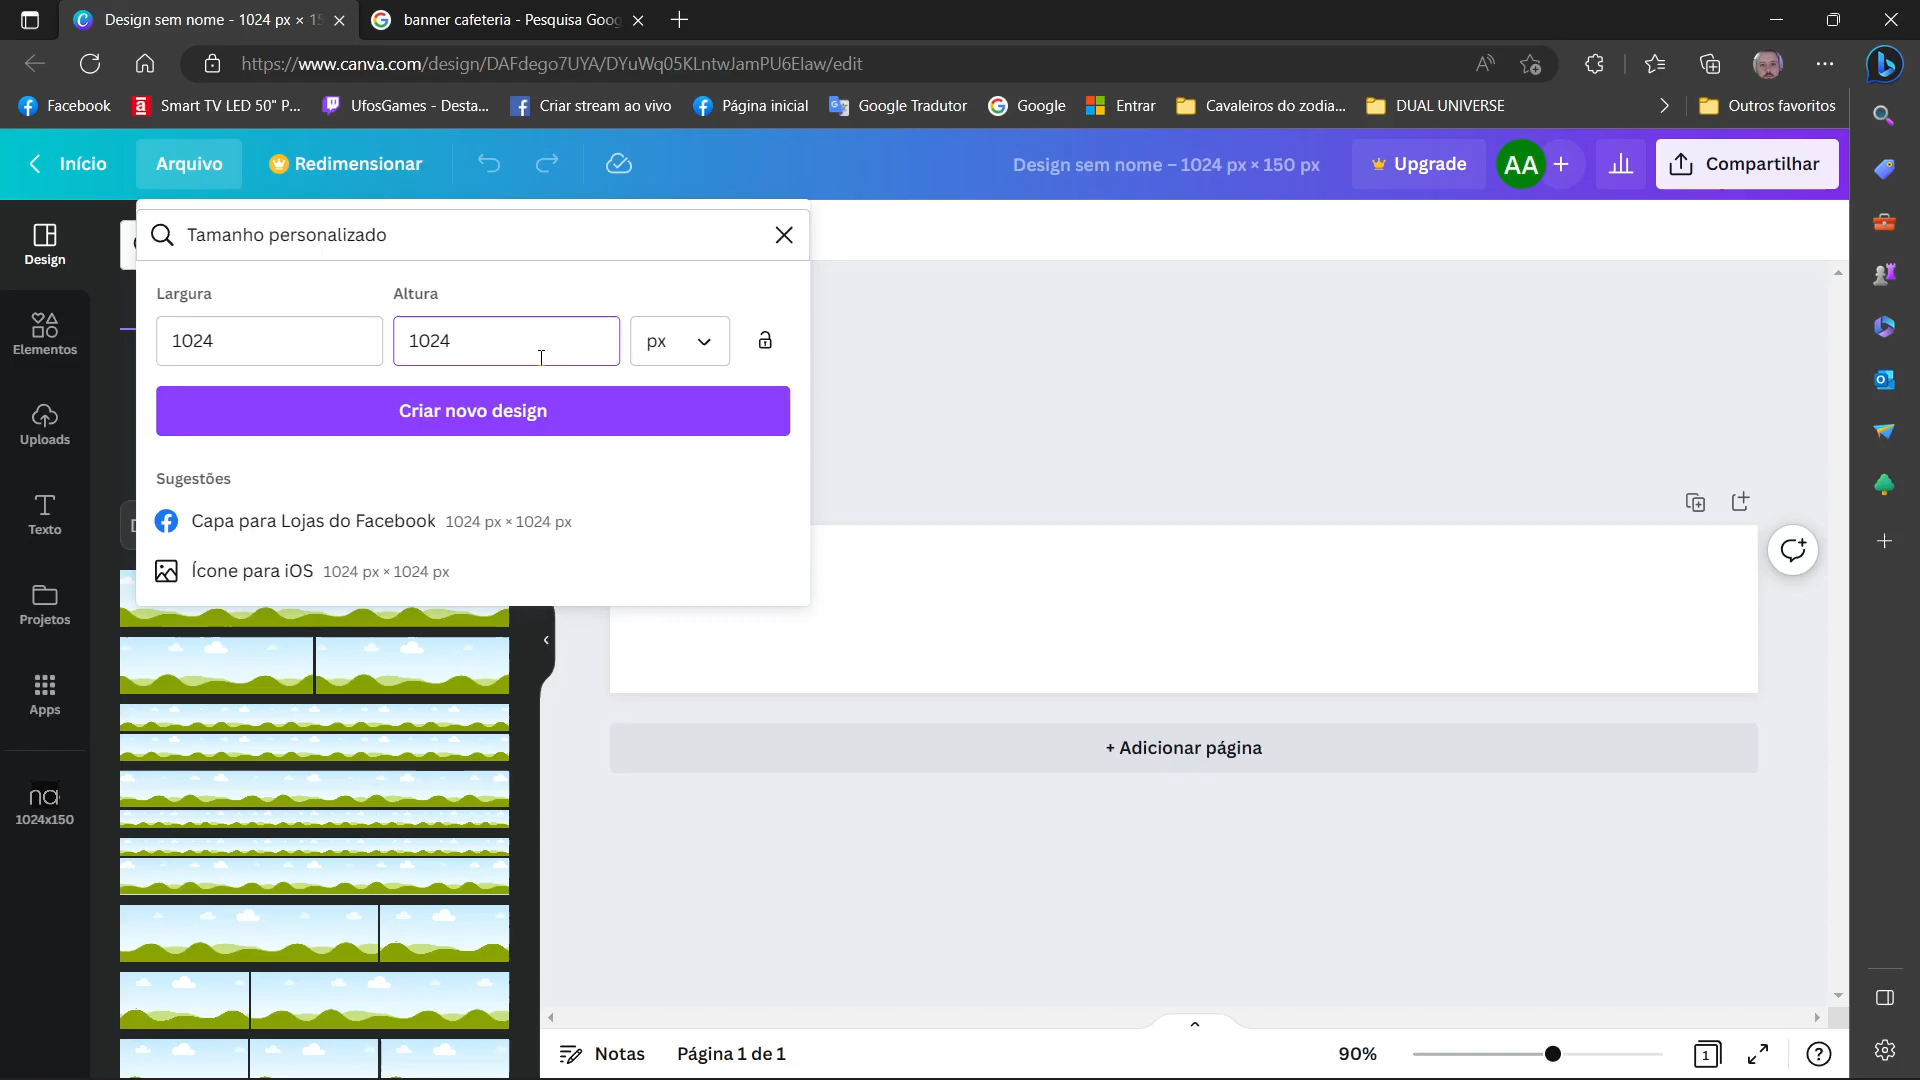 Design sem nome - 1024 px × 15
banner cafeteria - Pesquisa Goog
https://www.canva.com/design/DAFdego7UYA/DYuWq05KLntwJamPU6Elaw/edit
Facebook
Smart TV LED 50" P...
UfosGames - Desta...
Criar stream ao vivo
Página inicial
Google Tradutor
Google
Entrar
Cavaleiros do zodia...
DUAL UNIVERSE
Outros favoritos
Início
Arquivo
Redimensionar
Design sem nome – 1024 px × 150 px
Upgrade
AA
Compartilhar
Design
Elementos
Uploads
Texto
Projetos
Apps
na
1024x150
Tamanho personalizado
Largura
Altura
1024
1024
px
Criar novo design
Sugestões
Capa para Lojas do Facebook 1024 px × 1024 px
Ícone para iOS 1024 px × 1024 px
+ Adicionar página
Notas
Página 1 de 1
90%
1